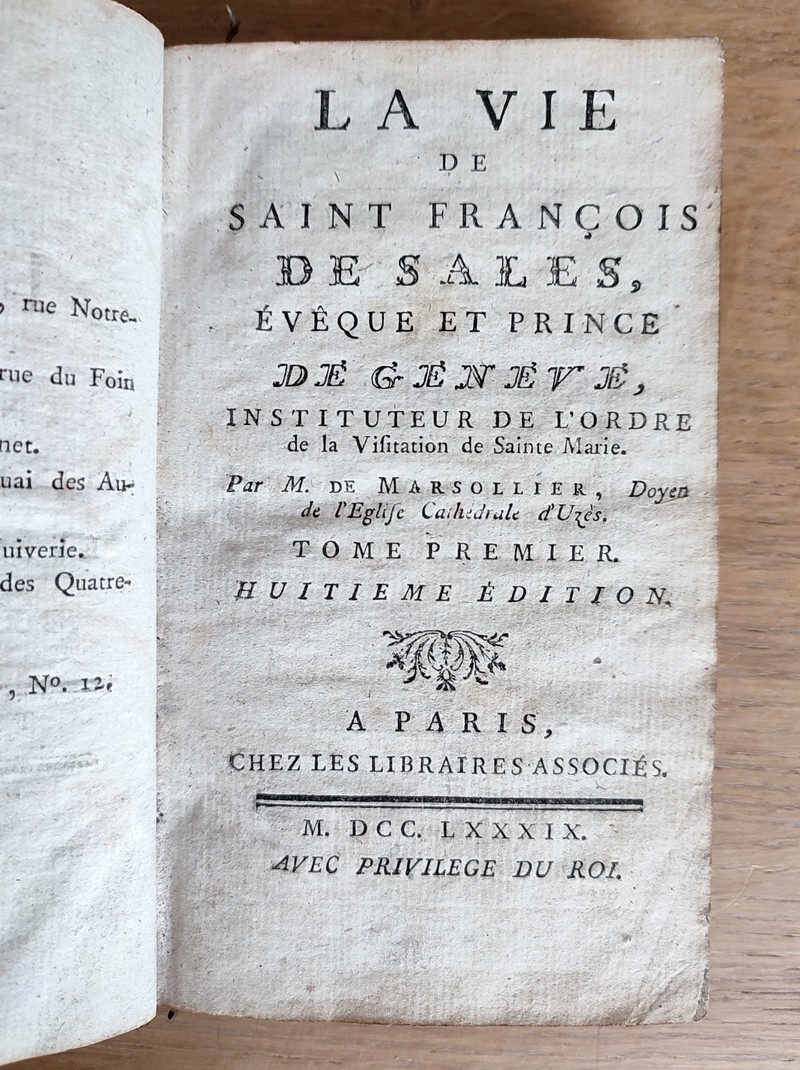 , rue Notre-
rue du Foin
net.
uai des Au-
uiverie.
des Quatre-
, Nº. 12.
LA VIE
DE
SAINT FRANÇOIS
DE SALES,
ÉVÊQUE ET PRINCE
DE GENEVE,
INSTITUTEUR DE L'ORDRE
de la Viſitation de Sainte Marie.
Par M. DE MARSOLLIER, Doyen
de l'Egliſe Cathédrale d'Uzès.
TOME PREMIER.
HUITIEME ÉDITION.
A PARIS,
CHEZ LES LIBRAIRES ASSOCIÉS.
M. DCC. LXXXIX.
AVEC PRIVILEGE DU ROI.